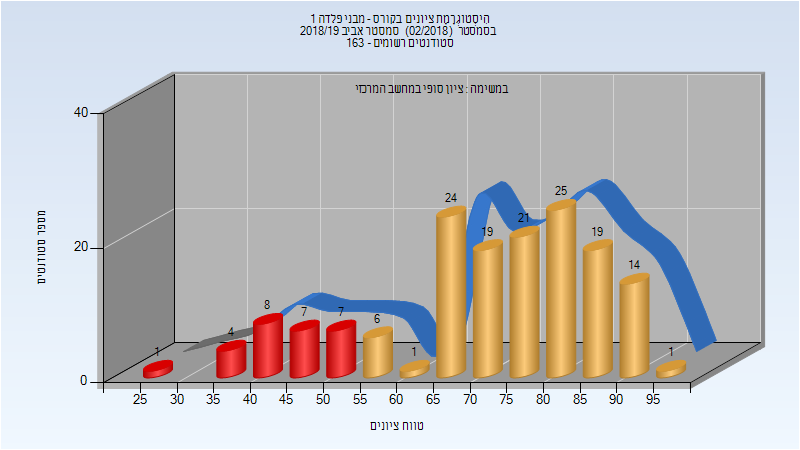 היסטוגרמת ציונים בקורס - מבני פלדה 1
בסמסטר (02/2018) סמסטר אביב 2018/19
סטודנטים רשומים - 163
במשימה : ציון סופי במחשב המרכזי
מספר סטודנטים
40
20
0
1
4
8
7
7
6
1
24
19
21
25
19
14
1
25 30 35 40 45 50 55 60 65 70 75 80 85 90 95
טווח ציונים